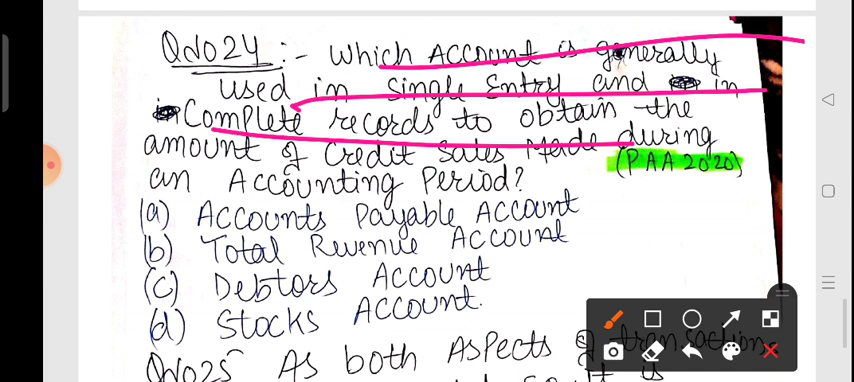 Q.NO24 :- Which Account is generally
used in Single Entry and in
Complete records to obtain the
amount of Credit Sales Made during
an Accounting Period? (PAA 2020)
(a) Accounts Payable Account
(b) Total Revenue Account
(c) Debtors Account
(d) Stocks Account.
Q.NO25 As both Aspects of transaction